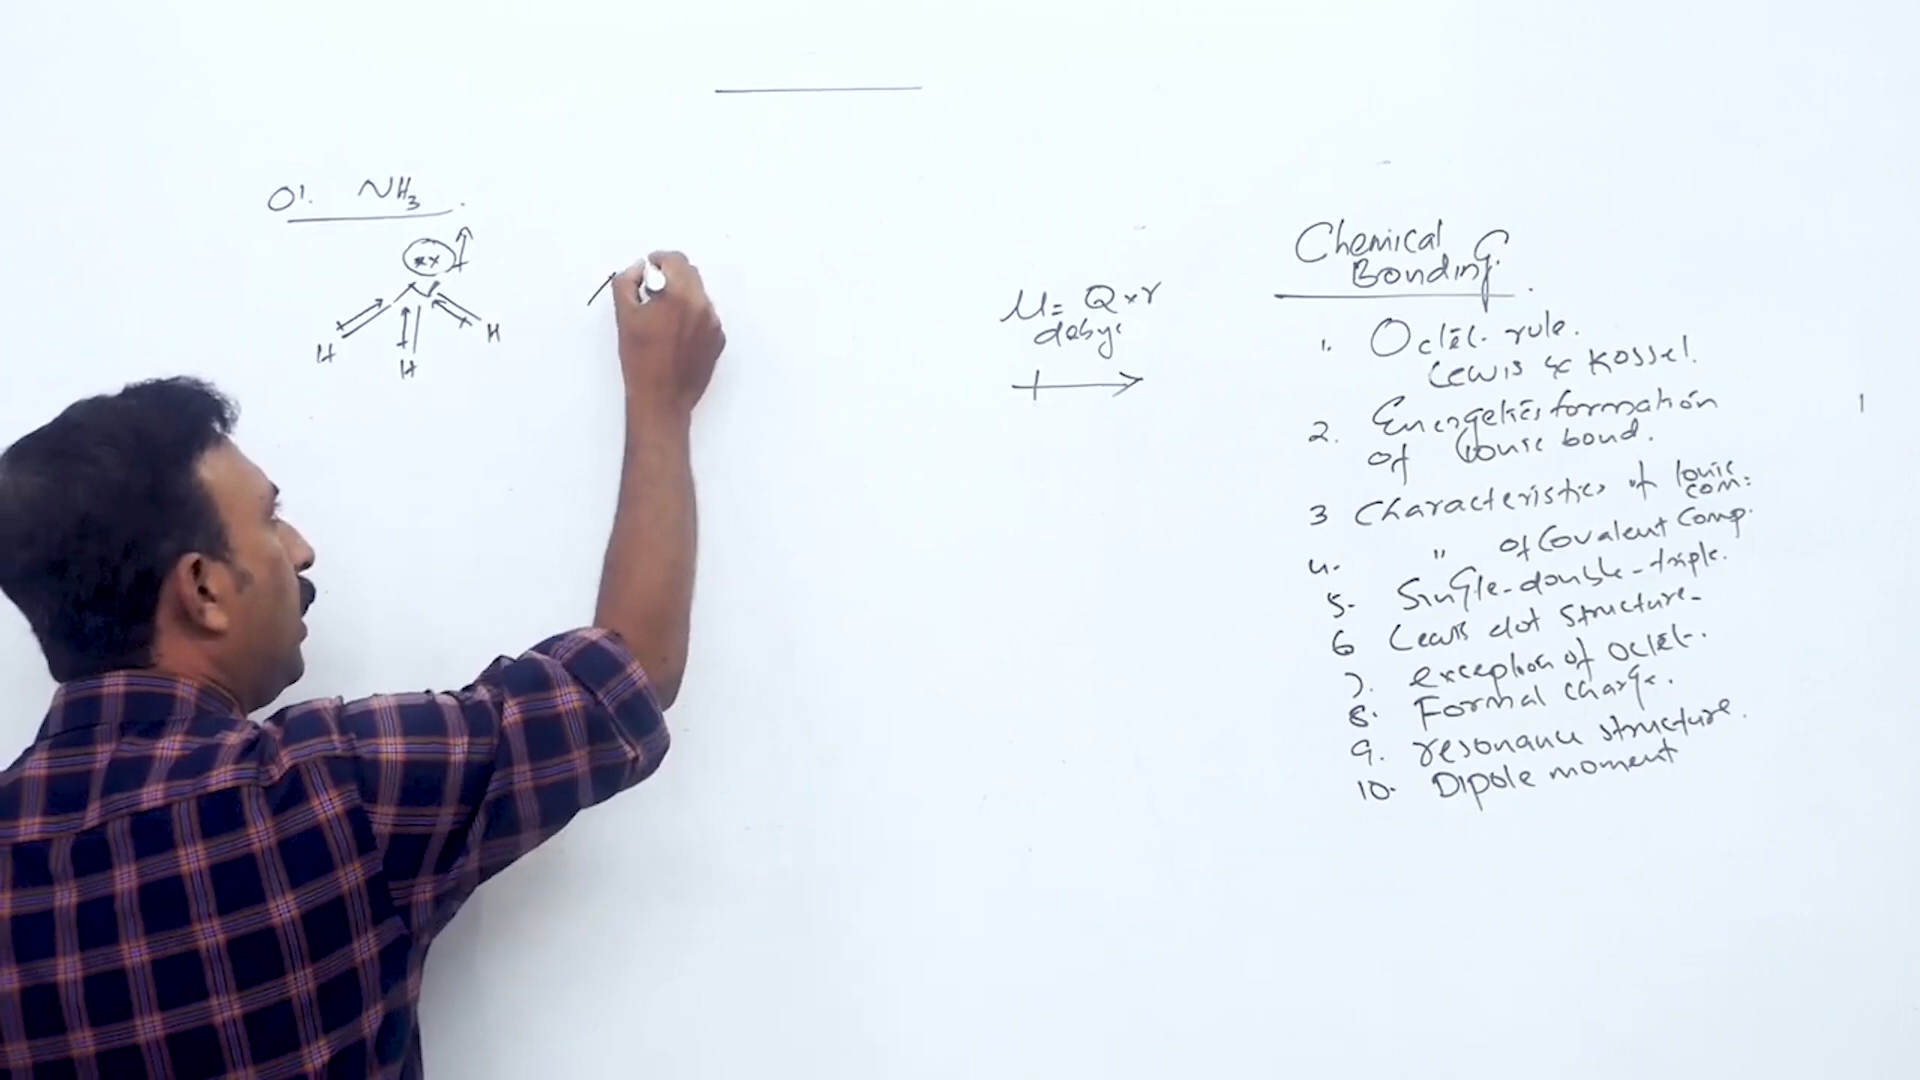 01. NH3
xx
H
H
H
μ = Q×r
debye
Chemical
Bonding.
1. Octet rule.
Lewis & Kossel.
2. Energetics formation
of Ionic bond.
3 Characteristics of Ionic
com:
4. " of Covalent Comp.
5. Single-double-triple.
6 Lewis dot structure-
7. exception of Octet.
8. Formal charge.
9. resonance structure.
10. Dipole moment